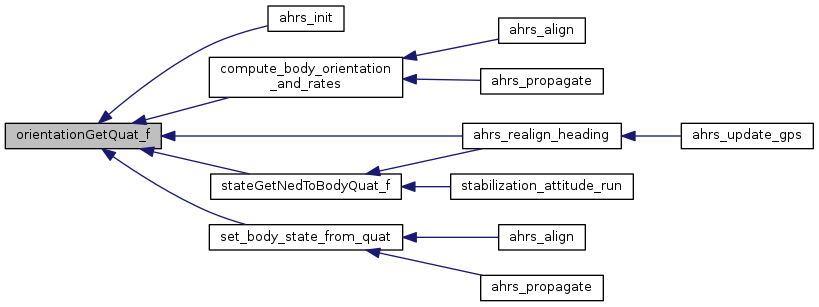 ahrs_init
ahrs_align
compute_body_orientation
_and_rates
ahrs_propagate
orientationGetQuat_f
ahrs_realign_heading
ahrs_update_gps
stateGetNedToBodyQuat_f
stabilization_attitude_run
set_body_state_from_quat
ahrs_align
ahrs_propagate